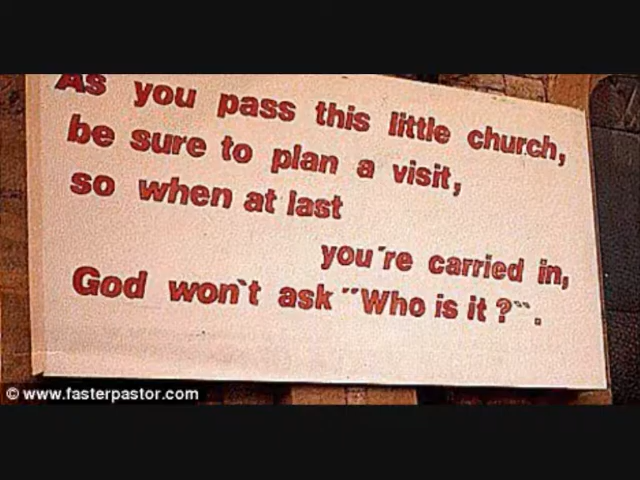 As you pass this little church,
be sure to plan a visit,
so when at last
you're carried in,
God won`t ask "Who is it?".
© www.fasterpastor.com